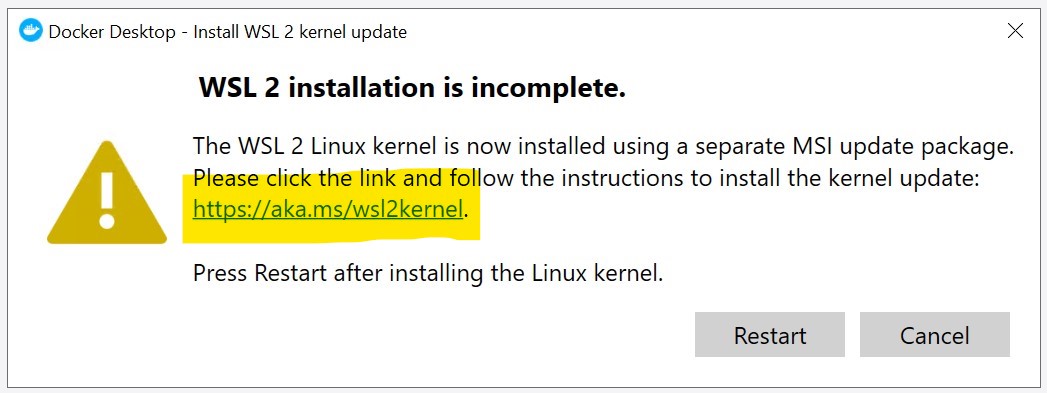 Docker Desktop - Install WSL 2 kernel update
WSL 2 installation is incomplete.
The WSL 2 Linux kernel is now installed using a separate MSI update package.
Please click the link and follow the instructions to install the kernel update:
https://aka.ms/wsl2kernel.
Press Restart after installing the Linux kernel.
Restart
Cancel